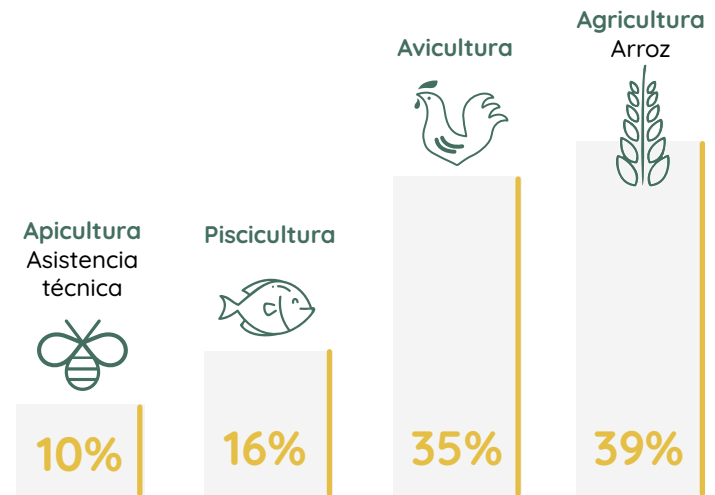 Apicultura
Asistencia
técnica
10%
Piscicultura
16%
Avicultura
35%
Agricultura
Arroz
39%